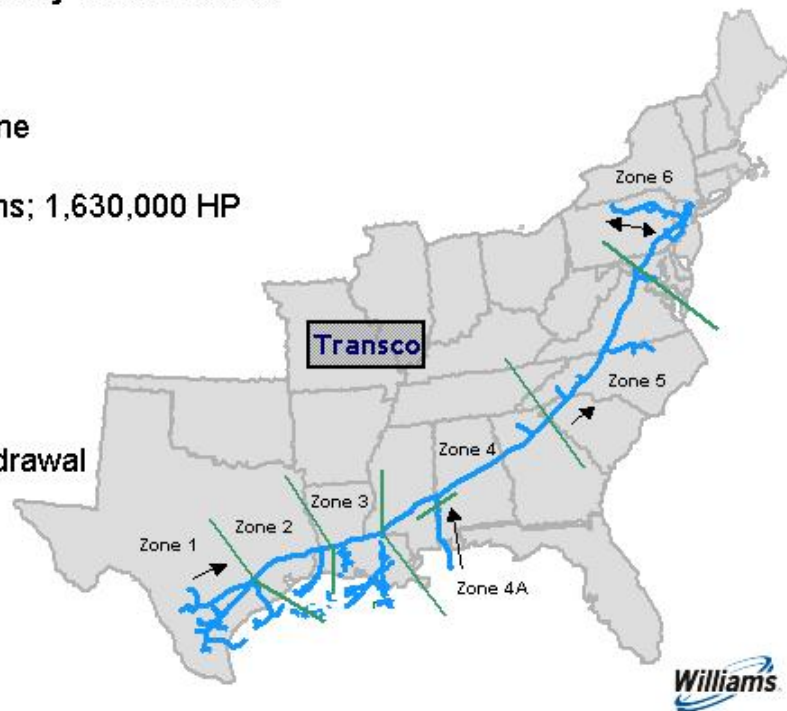 ne
ns; 1,630,000 HP
drawal
Zone 6
Transco
Zone 5
Zone 4
Zone 3
Zone 2
Zone 1
Zone 4A
Williams